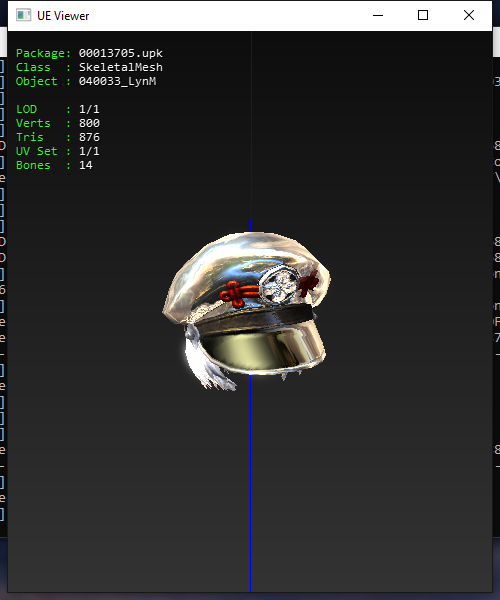 UE Viewer
Package: 00013705.upk
Class : SkeletalMesh
Object : 040033_LynM
LOD : 1/1
Verts : 800
Tris : 876
UV Set : 1/1
Bones : 14